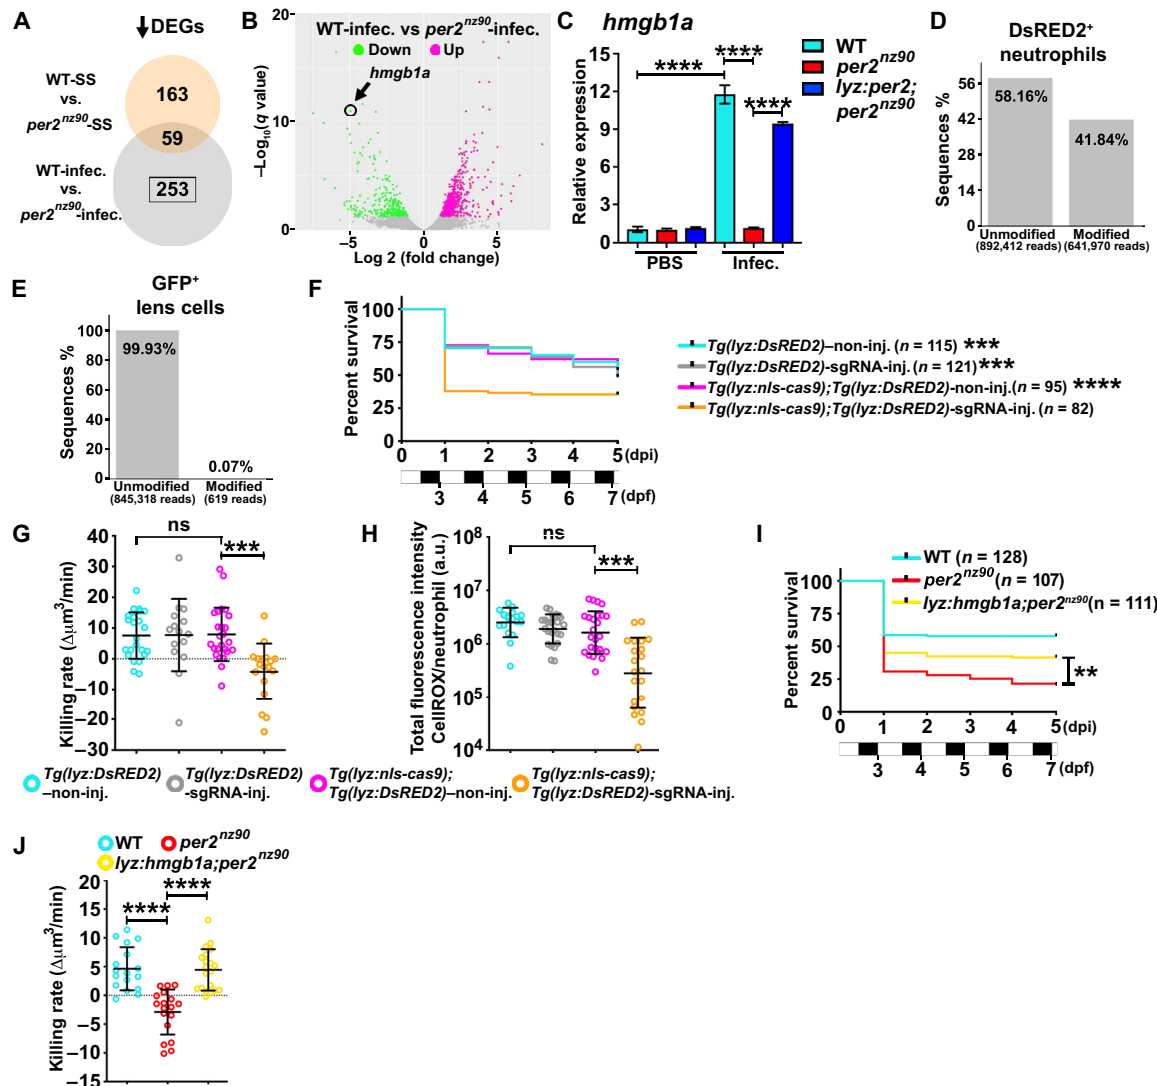 A
↓DEGs
WT-SS
vs.
per2nz90-SS
163
59
WT-infec.
vs.
per2nz90-infec.
253
B
20
10
0
–Log10(q value)
WT-infec. vs per2nz90-infec.
Down Up
hmgb1a
–5 0 5
Log 2 (fold change)
C
hmgb1a
15
12
9
6
3
0
Relative expression
**** ****
****
WT
per2nz90
lyz:per2;
per2nz90
PBS Infec.
D
DsRED2+
neutrophils
56
42
28
14
0
Sequences %
58.16%
41.84%
Unmodified Modified
(892,412 reads) (641,970 reads)
E
GFP+
lens cells
100
80
60
40
20
0
Sequences %
99.93%
0.07%
Unmodified Modified
(845,318 reads) (619 reads)
F
100
75
50
25
0
Percent survival
0 1 2 3 4 5 (dpi)
3 4 5 6 7 (dpf)
Tg(lyz:DsRED2)–non-inj. (n = 115) ***
Tg(lyz:DsRED2)-sgRNA-inj. (n = 121)***
Tg(lyz:nls-cas9);Tg(lyz:DsRED2)-non-inj.(n = 95) ****
Tg(lyz:nls-cas9);Tg(lyz:DsRED2)-sgRNA-inj. (n = 82)
G
40
30
20
10
0
–10
–20
–30
Killing rate (Δµm3/min)
ns
***
H
108
107
106
105
104
Total fluorescence intensity
CellROX/neutrophil (a.u.)
ns
***
Tg(lyz:DsRED2)
–non-inj.
Tg(lyz:DsRED2)
-sgRNA-inj.
Tg(lyz:nls-cas9);
Tg(lyz:DsRED2)–non-inj.
Tg(lyz:nls-cas9);
Tg(lyz:DsRED2)-sgRNA-inj.
I
WT (n = 128)
per2nz90(n = 107)
lyz:hmgb1a;per2nz90(n = 111)
100
75
50
25
0
Percent survival
**
0 1 2 3 4 5 (dpi)
3 4 5 6 7 (dpf)
J
WT per2nz90
lyz:hmgb1a;per2nz90
20
15
10
5
0
–5
–10
–15
Killing rate (Δµm3/min)
****
****